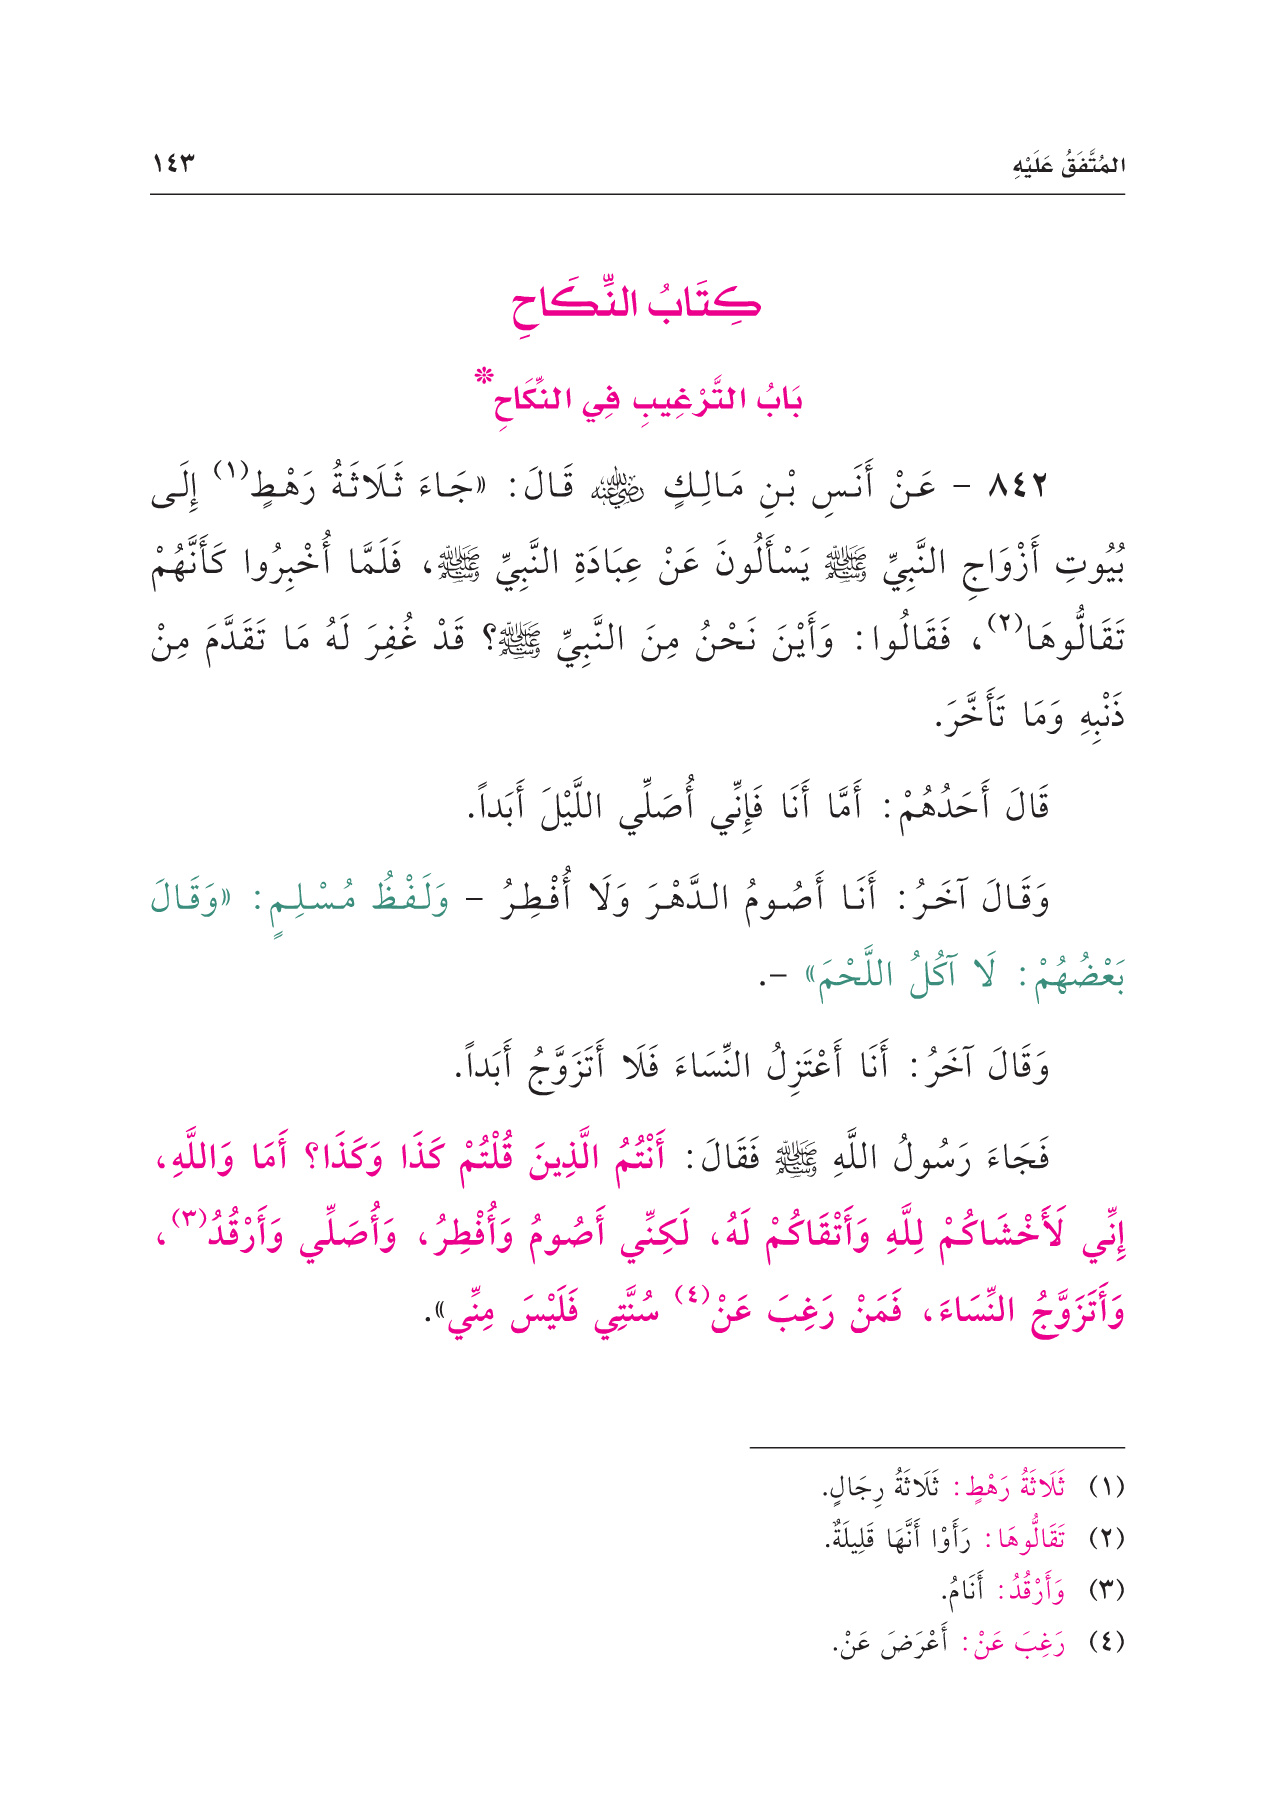 المُتَّفَقُ عَلَيْهِ ١٤٣
كِتَابُ النِّكَاحِ
بَابُ التَّرْغِيبِ فِي النِّكَاحِ*
٨٤٢ - عَنْ أَنَسِ بْنِ مَالِكٍ رضي الله عنه قَالَ: «جَاءَ ثَلَاثَةُ رَهْطٍ(١) إِلَى
بُيُوتِ أَزْوَاجِ النَّبِيِّ ﷺ يَسْأَلُونَ عَنْ عِبَادَةِ النَّبِيِّ ﷺ، فَلَمَّا أُخْبِرُوا كَأَنَّهُمْ
تَقَالُّوهَا(٢)، فَقَالُوا: وَأَيْنَ نَحْنُ مِنَ النَّبِيِّ ﷺ؟ قَدْ غُفِرَ لَهُ مَا تَقَدَّمَ مِنْ
ذَنْبِهِ وَمَا تَأَخَّرَ.
قَالَ أَحَدُهُمْ: أَمَّا أَنَا فَإِنِّي أُصَلِّي اللَّيْلَ أَبَداً.
وَقَالَ آخَرُ: أَنَا أَصُومُ الدَّهْرَ وَلَا أُفْطِرُ - وَلَفْظُ مُسْلِمٍ: «وَقَالَ
بَعْضُهُمْ: لَا آكُلُ اللَّحْمَ» -.
وَقَالَ آخَرُ: أَنَا أَعْتَزِلُ النِّسَاءَ فَلَا أَتَزَوَّجُ أَبَداً.
فَجَاءَ رَسُولُ اللَّهِ ﷺ فَقَالَ: أَنْتُمُ الَّذِينَ قُلْتُمْ كَذَا وَكَذَا؟ أَمَا وَاللَّهِ،
إِنِّي لَأَخْشَاكُمْ لِلَّهِ وَأَتْقَاكُمْ لَهُ، لَكِنِّي أَصُومُ وَأُفْطِرُ، وَأُصَلِّي وَأَرْقُدُ(٣)،
وَأَتَزَوَّجُ النِّسَاءَ، فَمَنْ رَغِبَ عَنْ(٤) سُنَّتِي فَلَيْسَ مِنِّي».
(١) ثَلَاثَةُ رَهْطٍ: ثَلَاثَةُ رِجَالٍ.
(٢) تَقَالُّوهَا: رَأَوْا أَنَّهَا قَلِيلَةٌ.
(٣) وَأَرْقُدُ: أَنَامُ.
(٤) رَغِبَ عَنْ: أَعْرَضَ عَنْ.